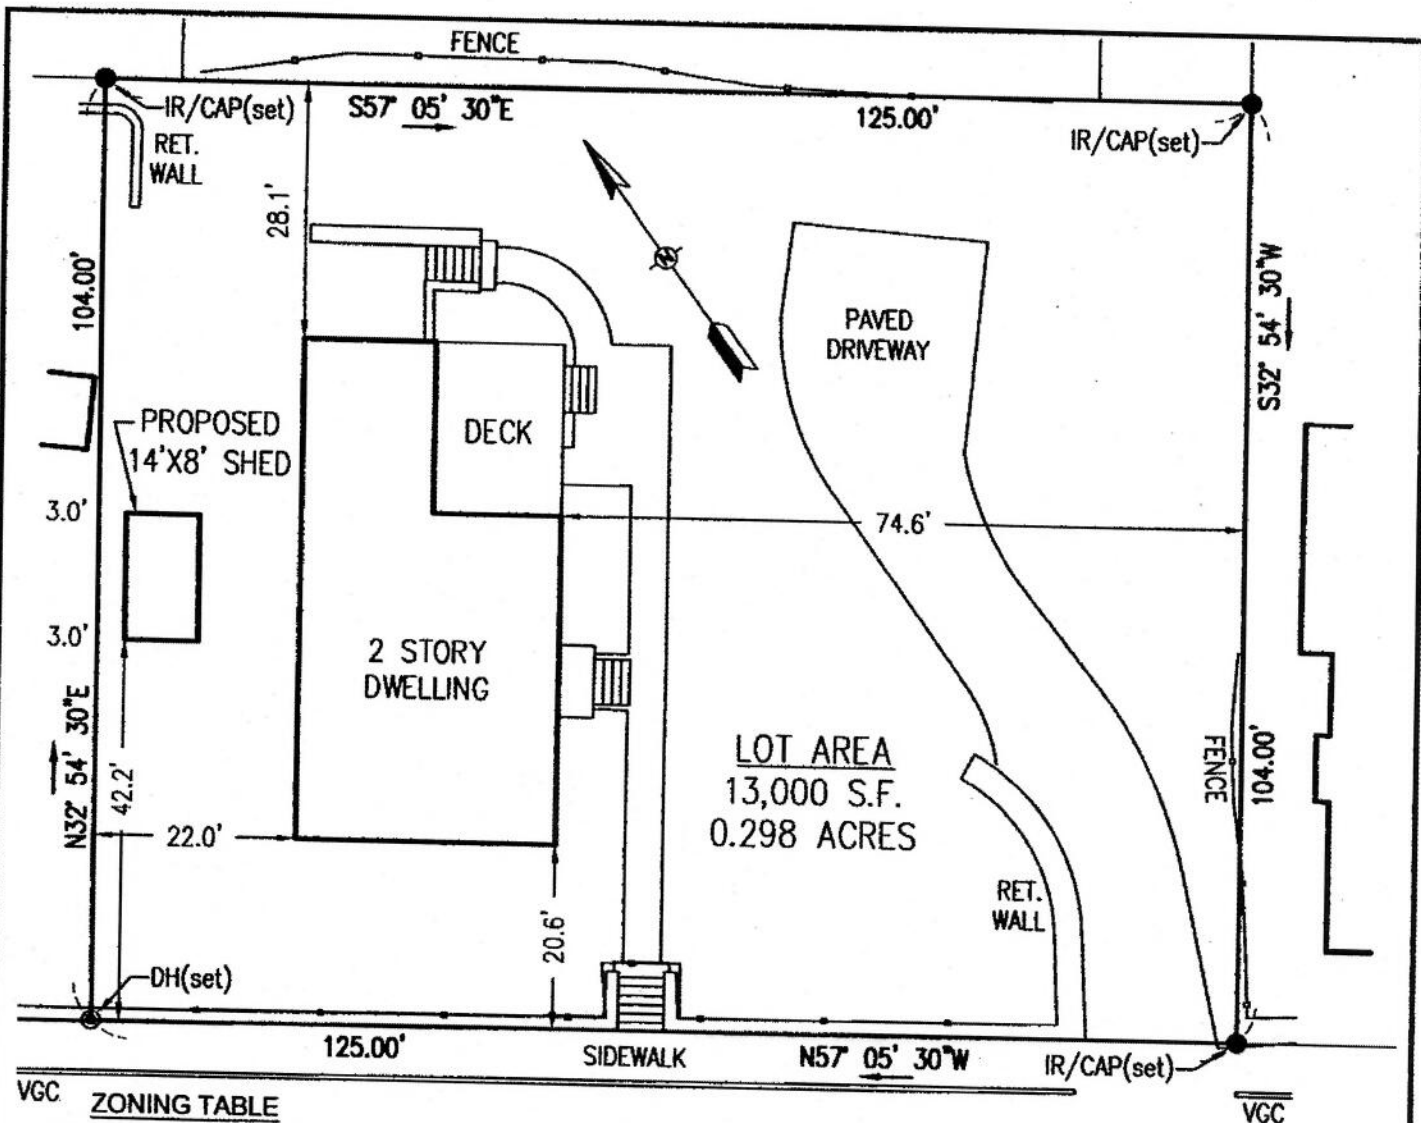 FENCE
IR/CAP(set)
S57° 05' 30"E
125.00'
IR/CAP(set)
RET.
WALL
28.1'
104.00'
N
S32° 54' 30"W
PAVED
DRIVEWAY
PROPOSED
14'X8' SHED
DECK
3.0'
74.6'
3.0'
2 STORY
DWELLING
N32° 54' 30"E
42.2'
LOT AREA
13,000 S.F.
0.298 ACRES
FENCE
104.00'
22.0'
RET.
WALL
20.6'
DH(set)
125.00'
SIDEWALK
N57° 05' 30"W
IR/CAP(set)
VGC
ZONING TABLE
VGC